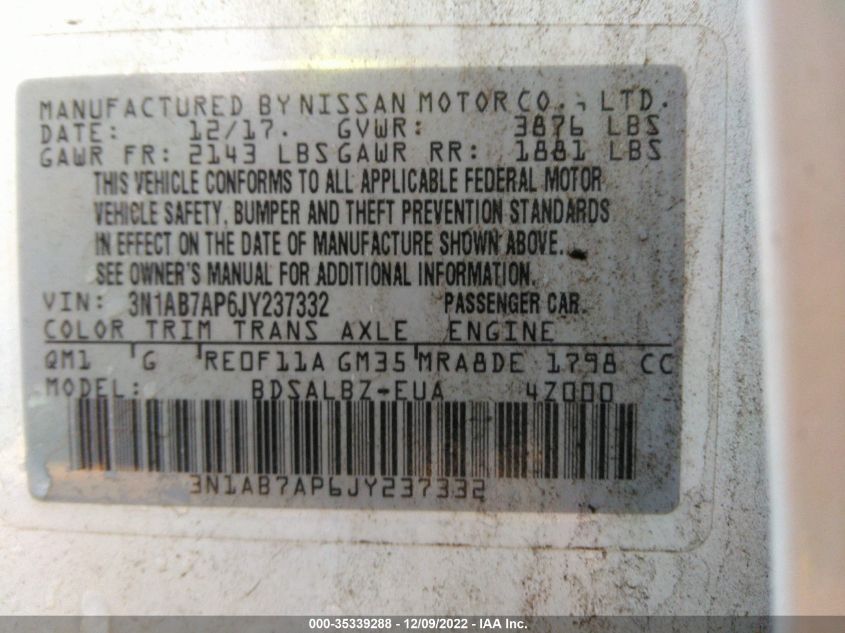 MANUFACTURED BY NISSAN MOTOR CO., LTD.
DATE: 12/17. GVWR: 3876 LBS
GAWR FR: 2143 LBS GAWR RR: 1881 LBS
THIS VEHICLE CONFORMS TO ALL APPLICABLE FEDERAL MOTOR
VEHICLE SAFETY, BUMPER AND THEFT PREVENTION STANDARDS
IN EFFECT ON THE DATE OF MANUFACTURE SHOWN ABOVE.
SEE OWNER'S MANUAL FOR ADDITIONAL INFORMATION.
VIN: 3N1AB7AP6JY237332 PASSENGER CAR
COLOR TRIM TRANS AXLE ENGINE
QM1 G RE0F11A GM35 MRA8DE 1798 CC
MODEL: BDSALBZ-EUA 4Z000
3N1AB7AP6JY237332
000-35339288 - 12/09/2022 - IAA Inc.